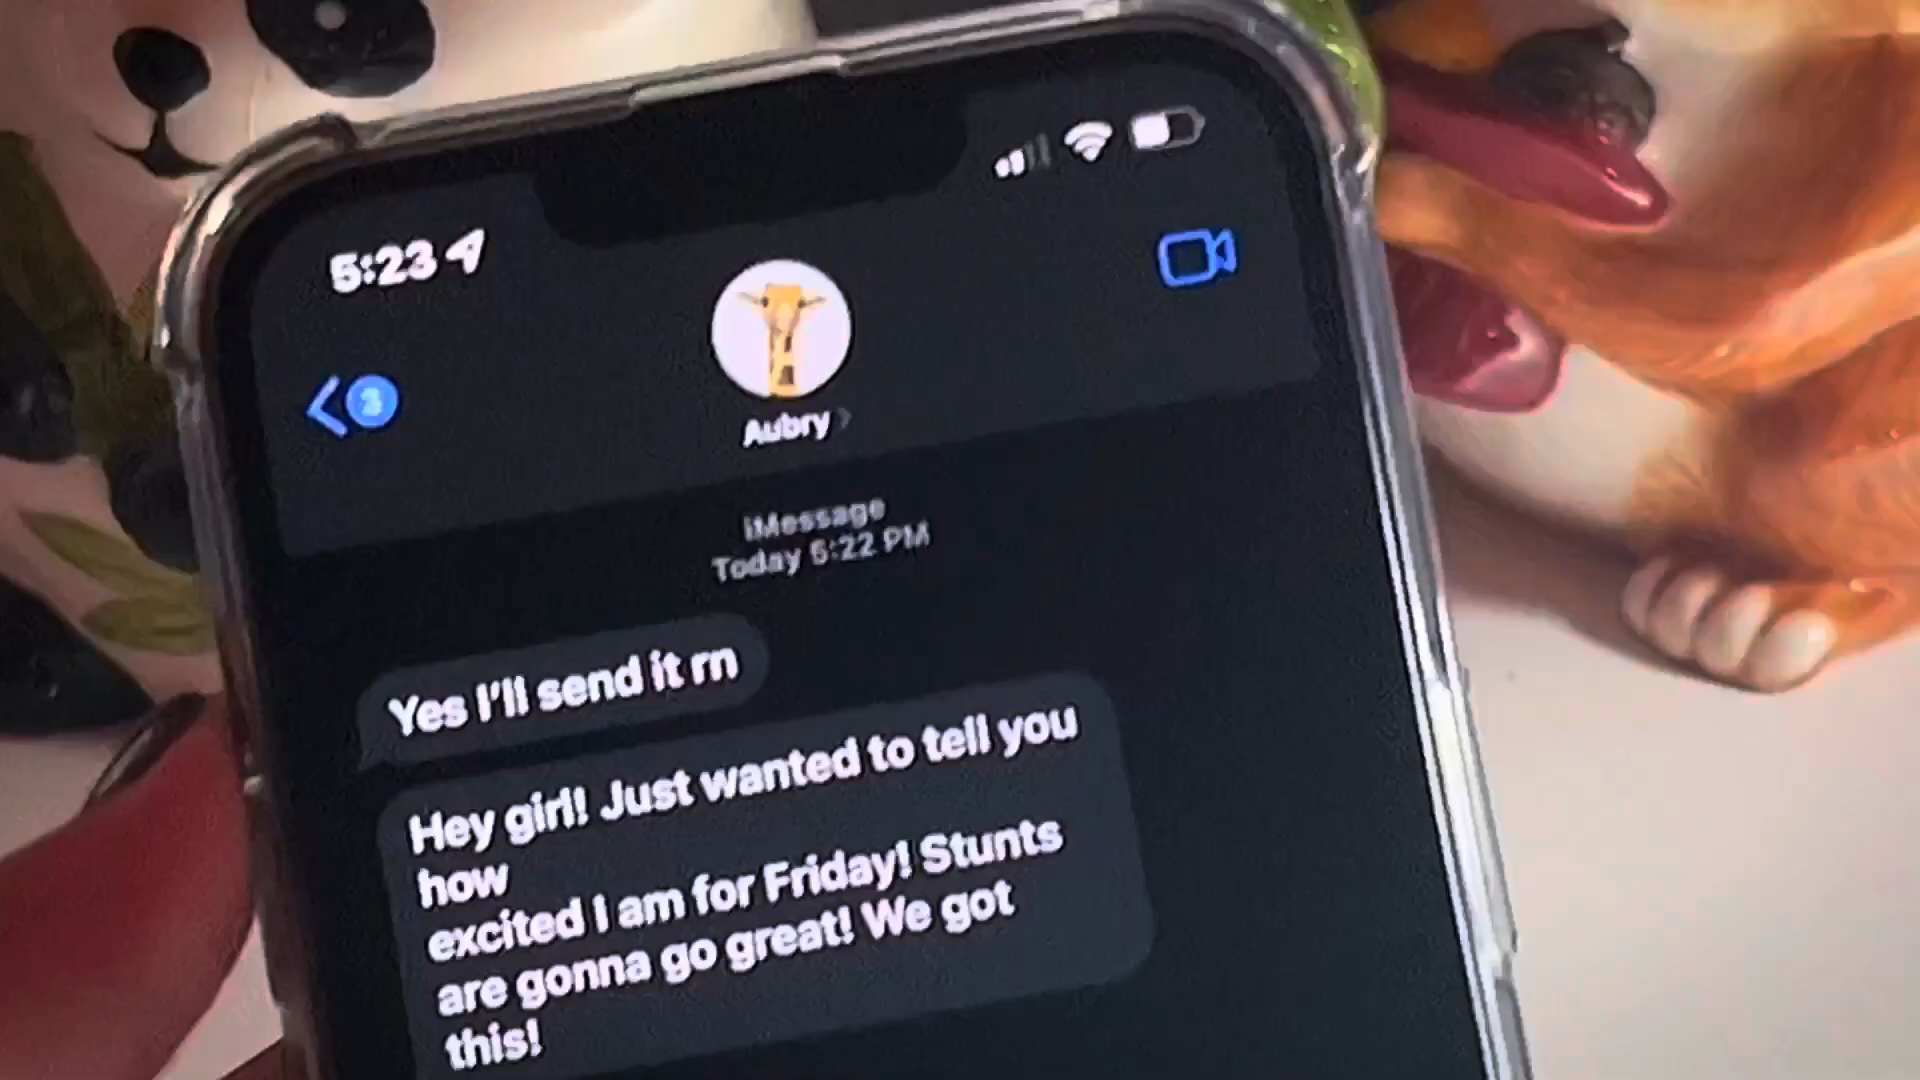 5:23
3
Aubry
iMessage
Today 5:22 PM
Yes I'll send it rn
Hey girl! Just wanted to tell you
how
excited I am for Friday! Stunts
are gonna go great! We got
this!